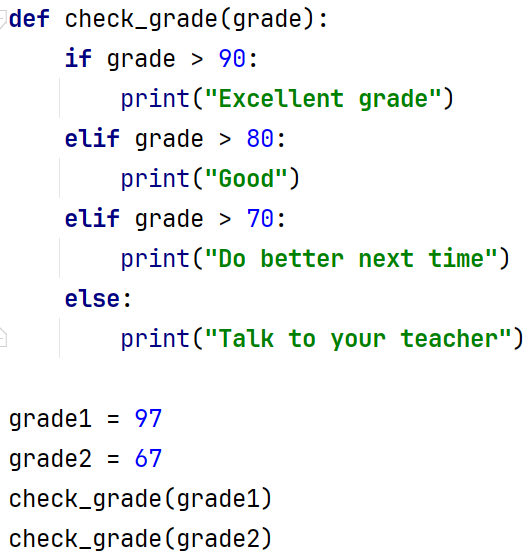 def check_grade(grade):
    if grade > 90:
        print("Excellent grade")
    elif grade > 80:
        print("Good")
    elif grade > 70:
        print("Do better next time")
    else:
        print("Talk to your teacher")

grade1 = 97
grade2 = 67
check_grade(grade1)
check_grade(grade2)